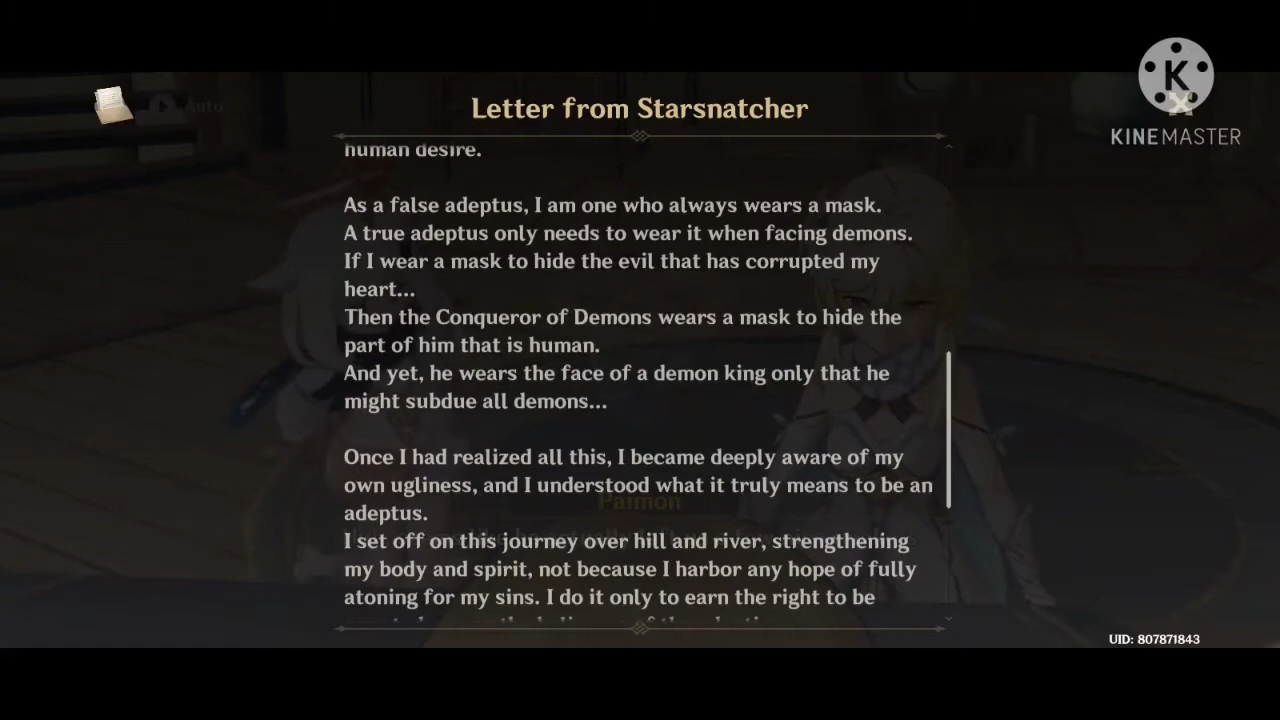 Auto
Letter from Starsnatcher
K
KINEMASTER
human desire.
As a false adeptus, I am one who always wears a mask.
A true adeptus only needs to wear it when facing demons.
If I wear a mask to hide the evil that has corrupted my
heart...
Then the Conqueror of Demons wears a mask to hide the
part of him that is human.
And yet, he wears the face of a demon king only that he
might subdue all demons...
Once I had realized all this, I became deeply aware of my
own ugliness, and I understood what it truly means to be an
Paimon
adeptus.
I set off on this journey over hill and river, strengthening
my body and spirit, not because I harbor any hope of fully
atoning for my sins. I do it only to earn the right to be
UID: 807871843